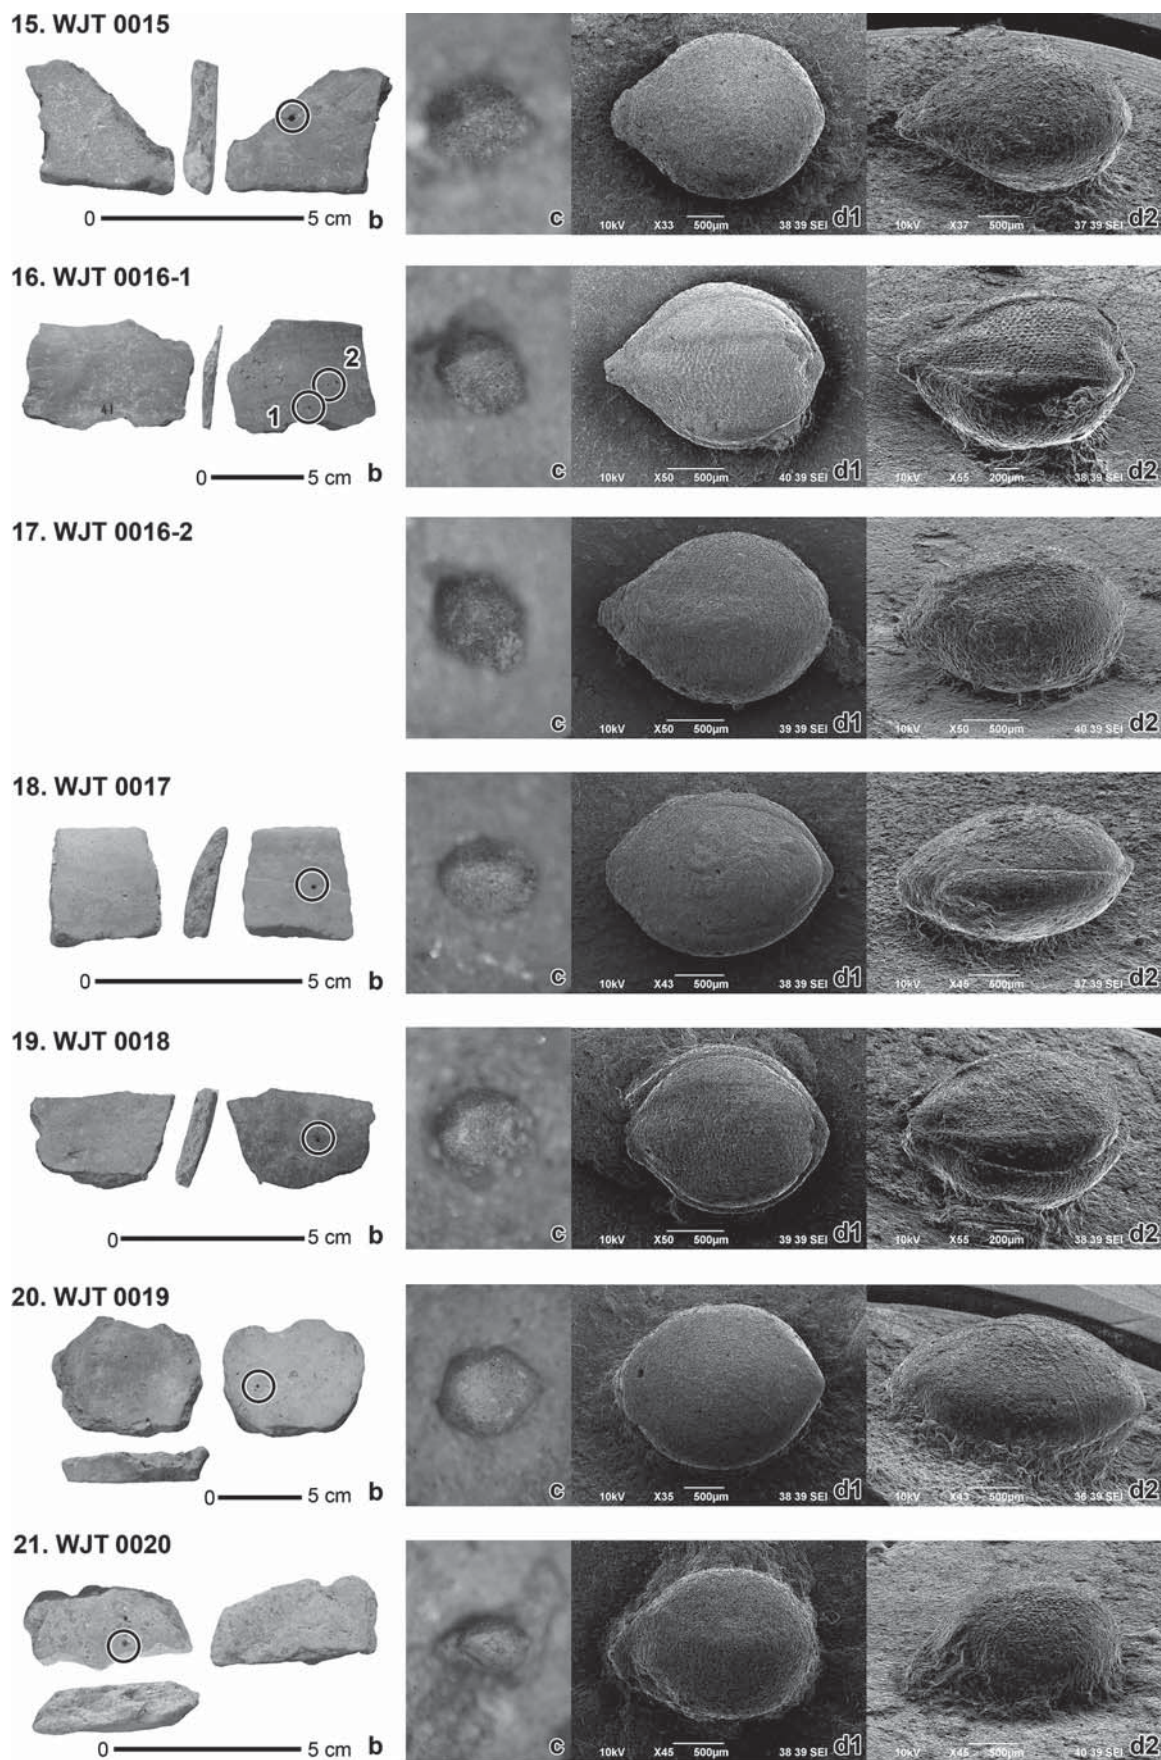 15. WJT 0015
0 5 cm b
c
10kV X33 500µm 38 39 SEI d1
10kV X37 500µm 37 39 SEI d2
16. WJT 0016-1
41
1
2
0 5 cm b
c
10kV X50 500µm 40 39 SEI d1
10kV X55 200µm 38 39 SEI d2
17. WJT 0016-2
c
10kV X50 500µm 39 39 SEI d1
10kV X50 500µm 40 39 SEI d2
18. WJT 0017
0 5 cm b
c
10kV X43 500µm 38 39 SEI d1
10kV X45 500µm 37 39 SEI d2
19. WJT 0018
0 5 cm b
c
10kV X50 500µm 39 39 SEI d1
10kV X55 200µm 38 39 SEI d2
20. WJT 0019
0 5 cm b
c
10kV X35 500µm 38 39 SEI d1
10kV X43 500µm 36 39 SEI d2
21. WJT 0020
0 5 cm b
c
10kV X45 500µm 39 39 SEI d1
10kV X45 500µm 40 39 SEI d2